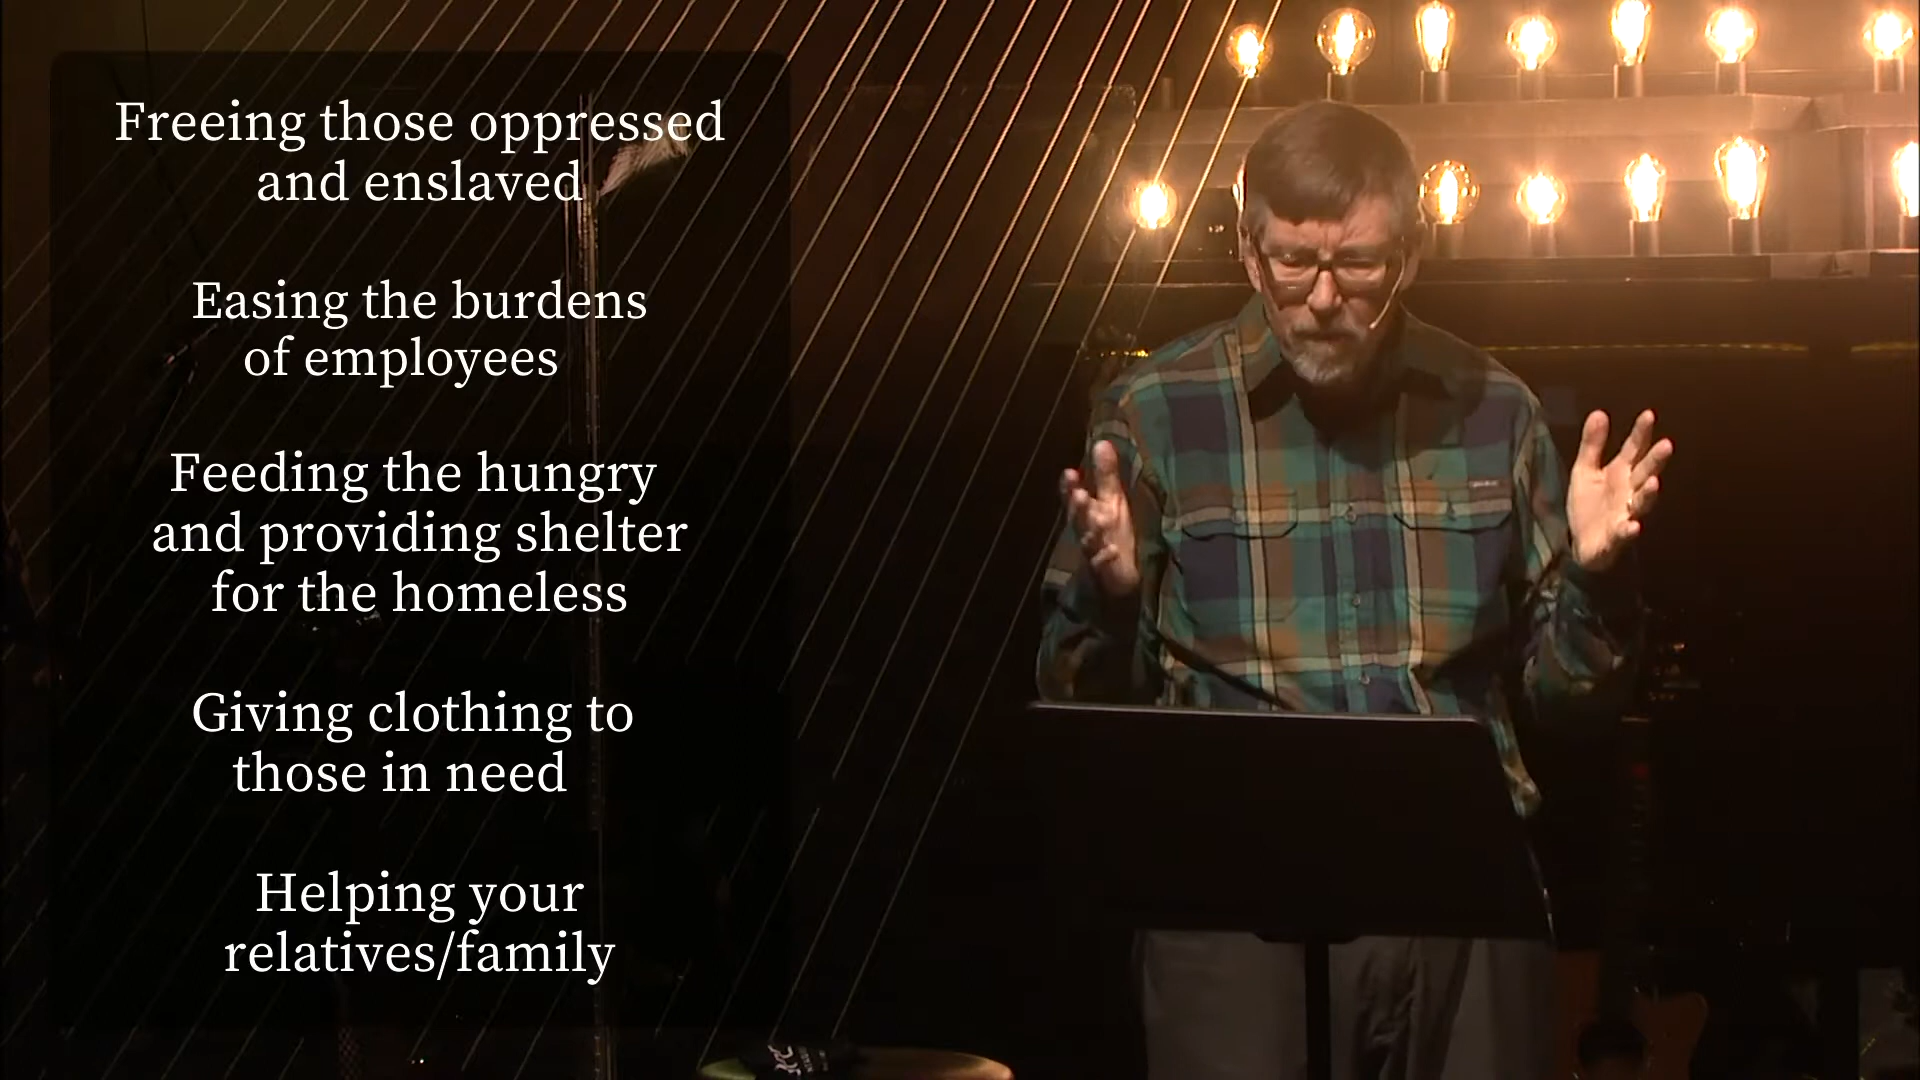 Freeing those oppressed
and enslaved
Easing the burdens
of employees
Feeding the hungry
and providing shelter
for the homeless
Giving clothing to
those in need
Helping your
relatives/family